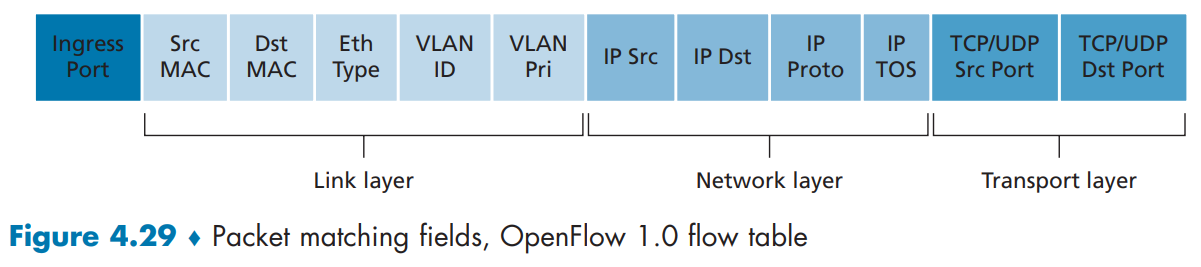 Ingress Port
Src MAC
Dst MAC
Eth Type
VLAN ID
VLAN Pri
IP Src
IP Dst
IP Proto
IP TOS
TCP/UDP Src Port
TCP/UDP Dst Port
Link layer
Network layer
Transport layer
Figure 4.29 ♦ Packet matching fields, OpenFlow 1.0 flow table